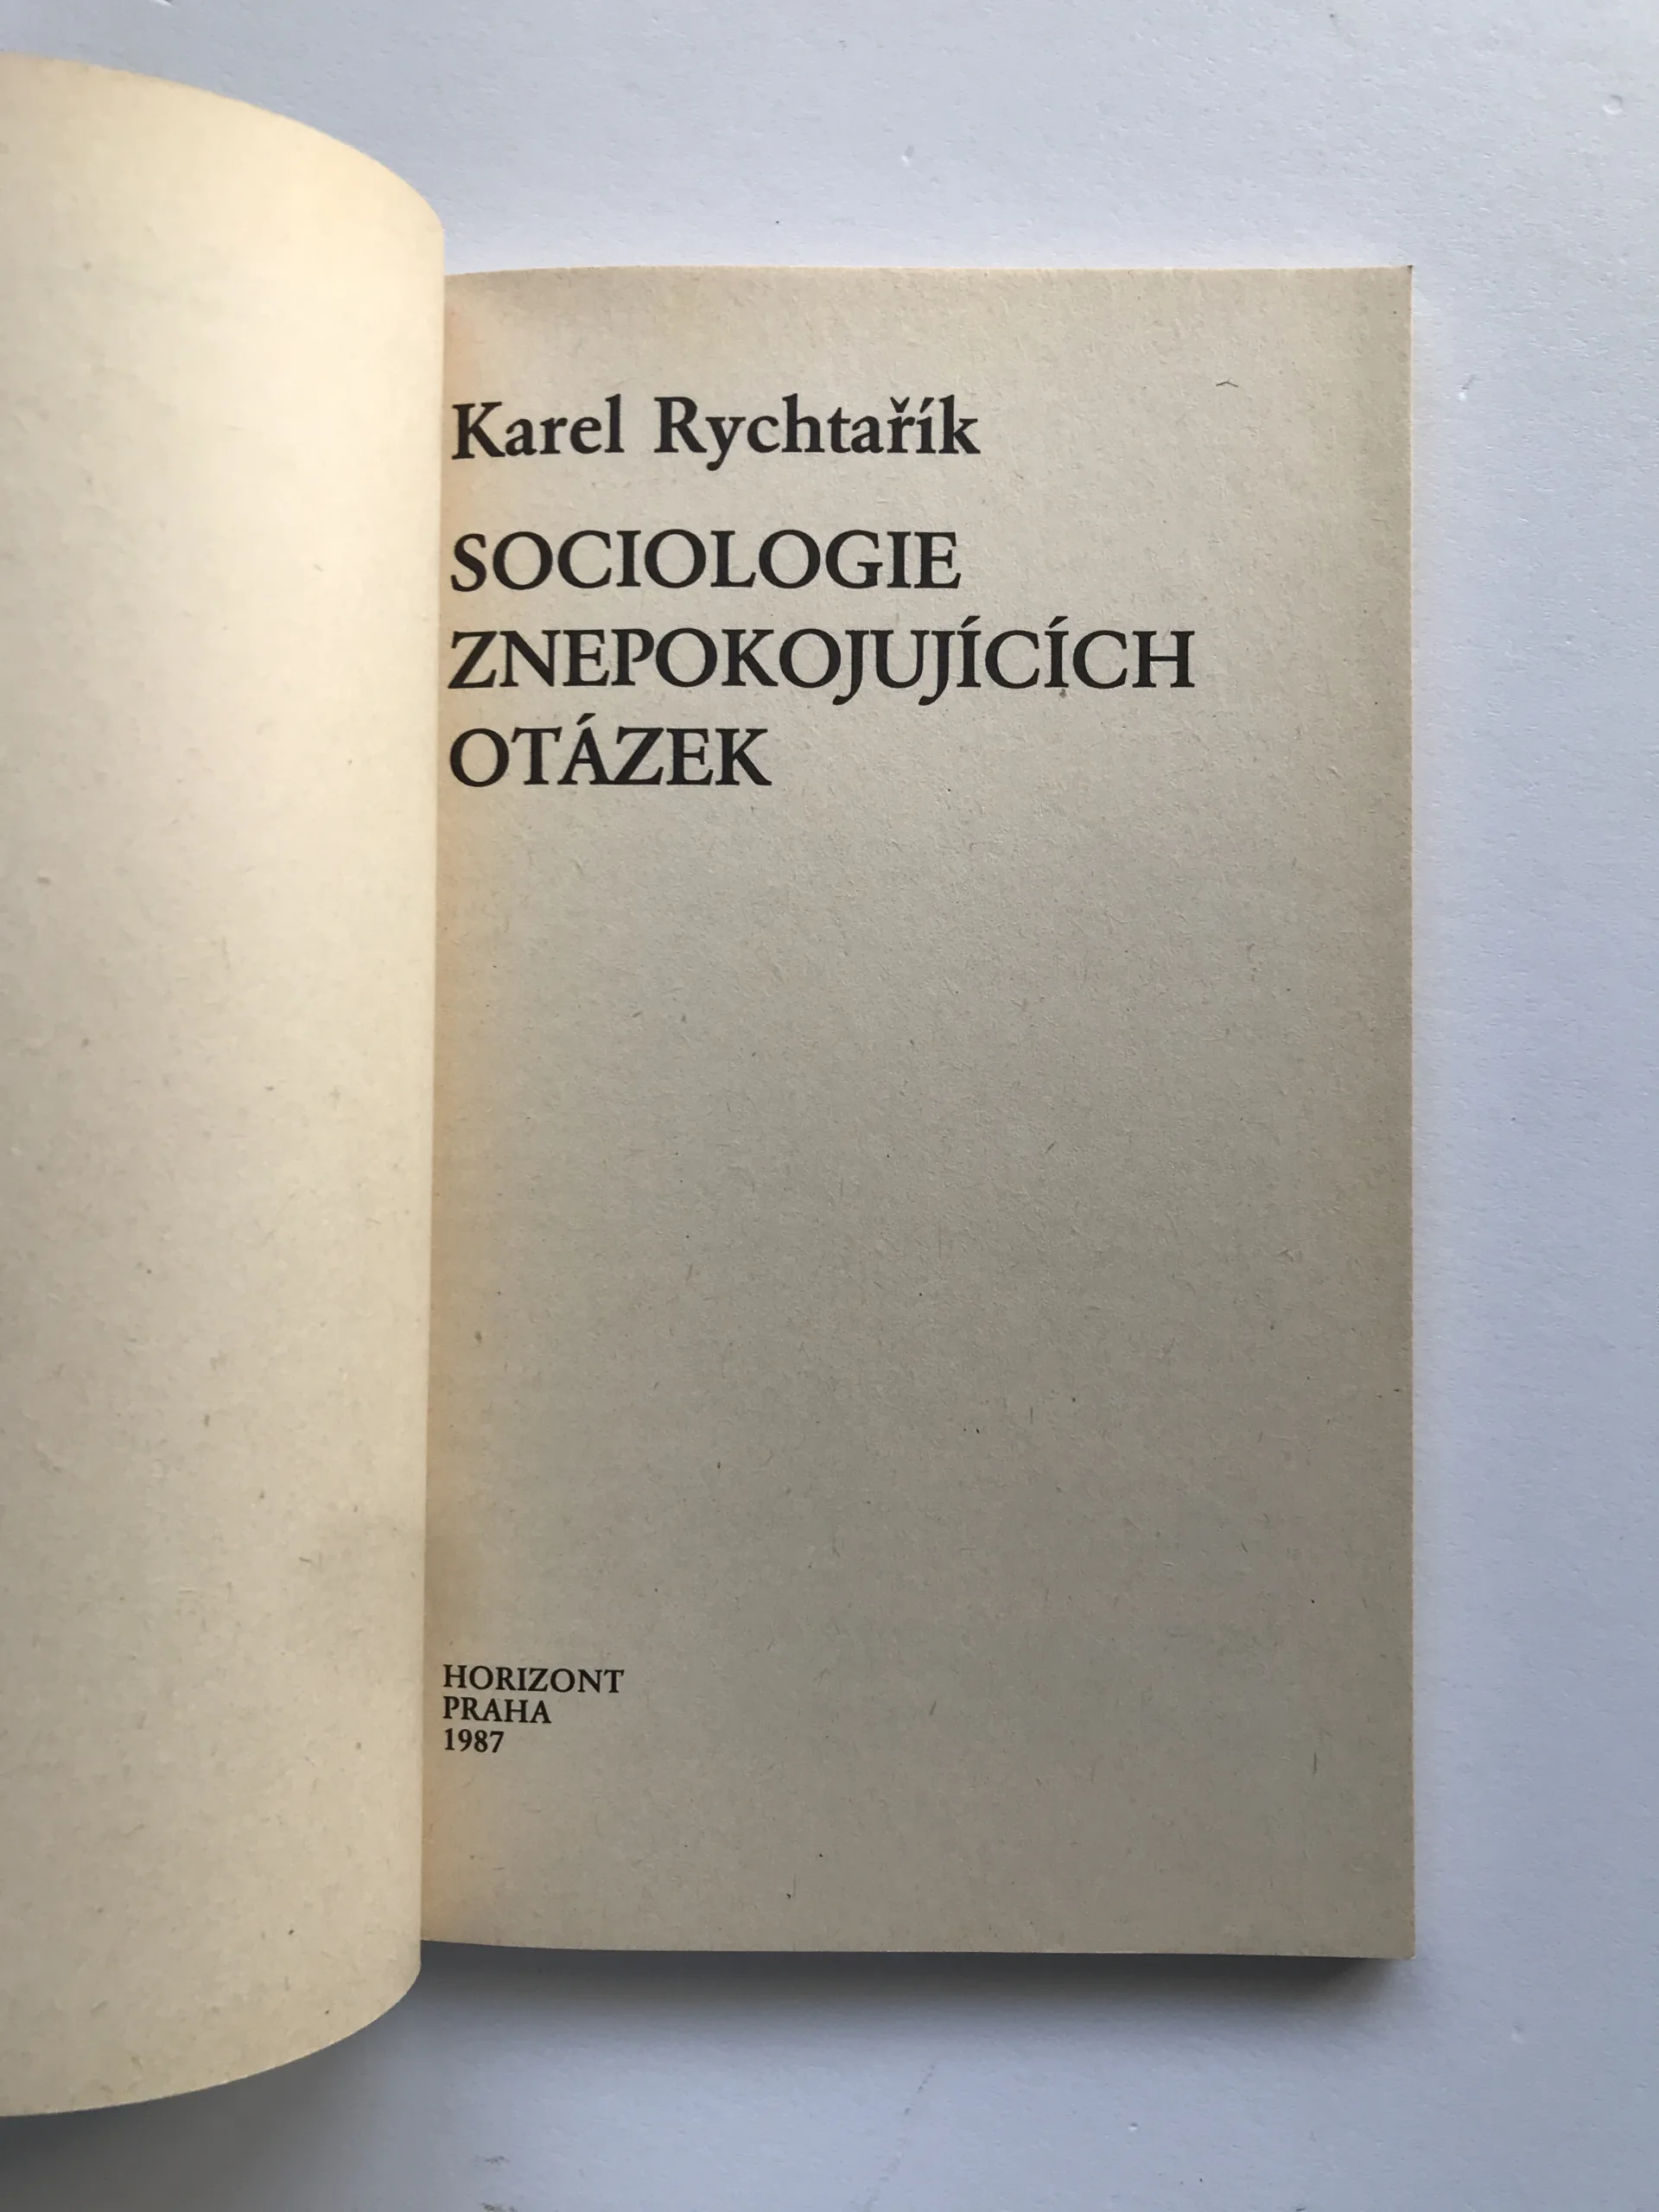 Karel Rychtařík
SOCIOLOGIE
ZNEPOKOJUJÍCÍCH
OTÁZEK
HORIZONT
PRAHA
1987